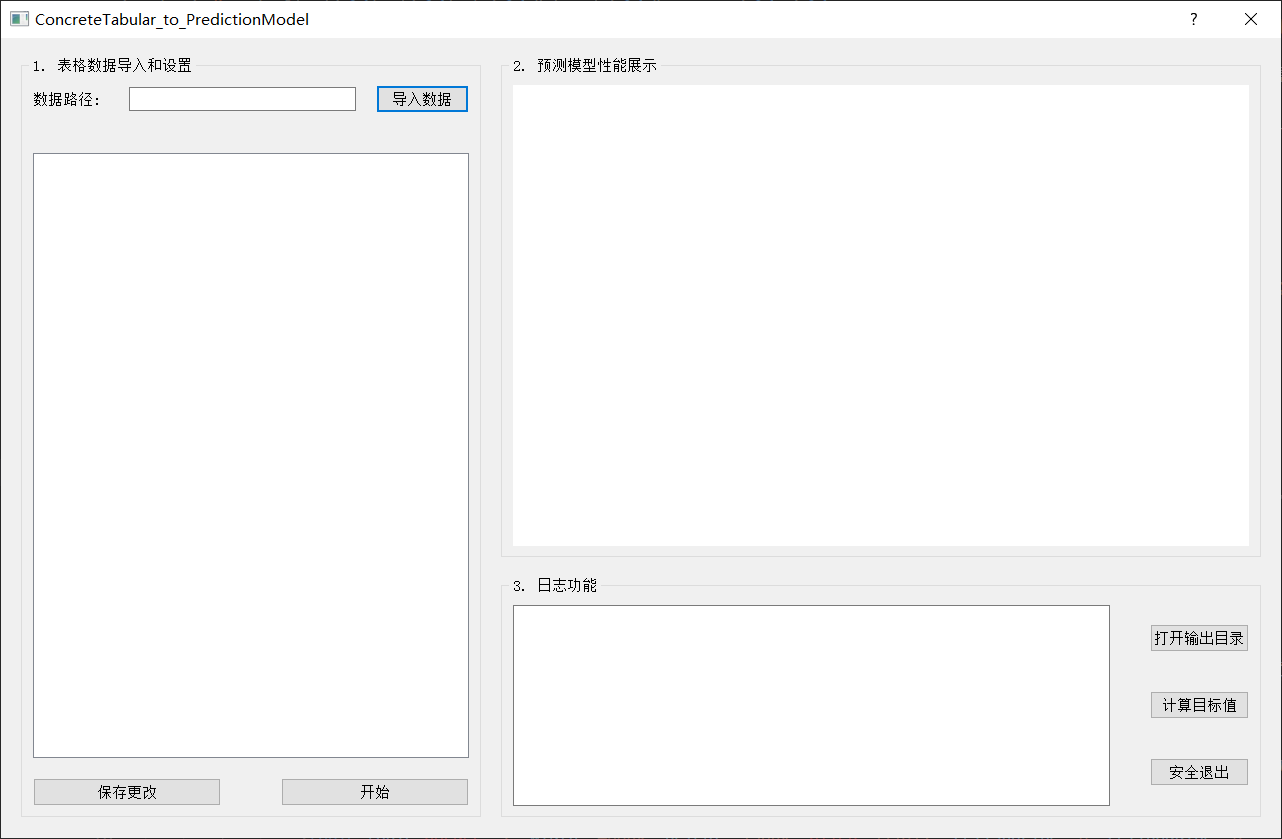 ConcreteTabular_to_PredictionModel
?
1. 表格数据导入和设置
数据路径：
导入数据
保存更改
开始
2. 预测模型性能展示
3. 日志功能
打开输出目录
计算目标值
安全退出